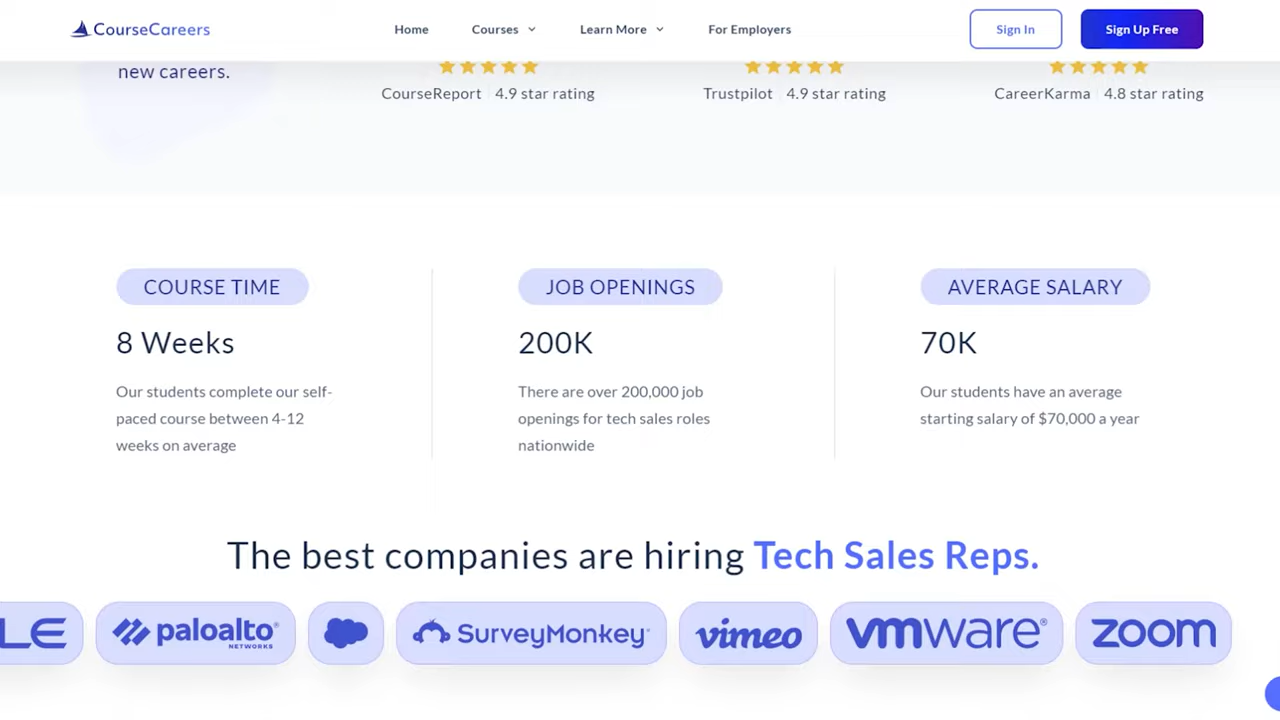 CourseCareers Home Courses Learn More For Employers Sign In Sign Up Free
new careers.
CourseReport 4.9 star rating Trustpilot 4.9 star rating CareerKarma 4.8 star rating
COURSE TIME
8 Weeks
Our students complete our self-
paced course between 4-12
weeks on average
JOB OPENINGS
200K
There are over 200,000 job
openings for tech sales roles
nationwide
AVERAGE SALARY
70K
Our students have an average
starting salary of $70,000 a year
The best companies are hiring Tech Sales Reps.
LE paloalto® NETWORKS SurveyMonkey® vimeo vmware® zoom